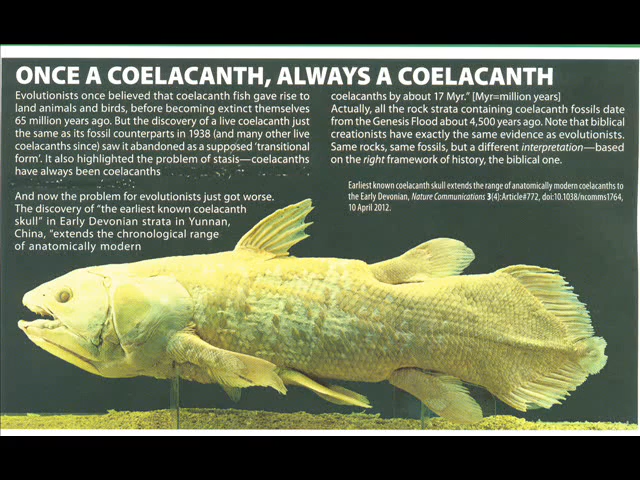 ONCE A COELACANTH, ALWAYS A COELACANTH
Evolutionists once believed that coelacanth fish gave rise to
land animals and birds, before becoming extinct themselves
65 million years ago. But the discovery of a live coelacanth just
the same as its fossil counterparts in 1938 (and many other live
coelacanths since) saw it abandoned as a supposed ‘transitional
form’. It also highlighted the problem of stasis—coelacanths
have always been coelacanths
And now the problem for evolutionists just got worse.
The discovery of “the earliest known coelacanth
skull” in Early Devonian strata in Yunnan,
China, “extends the chronological range
of anatomically modern
coelacanths by about 17 Myr.” [Myr=million years]
Actually, all the rock strata containing coelacanth fossils date
from the Genesis Flood about 4,500 years ago. Note that biblical
creationists have exactly the same evidence as evolutionists.
Same rocks, same fossils, but a different interpretation—based
on the right framework of history, the biblical one.
Earliest known coelacanth skull extends the range of anatomically modern coelacanths to
the Early Devonian, Nature Communications 3(4):Article#772, doi:10.1038/ncomms1764,
10 April 2012.